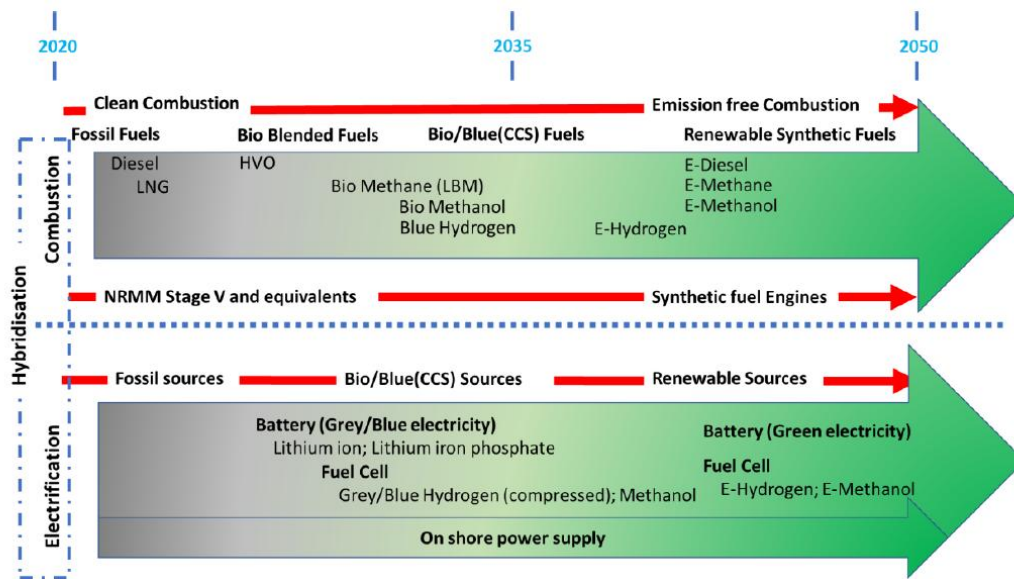 2020 2035 2050
Clean Combustion Emission free Combustion
Fossil Fuels Bio Blended Fuels Bio/Blue(CCS) Fuels Renewable Synthetic Fuels
Diesel HVO E-Diesel
LNG Bio Methane (LBM) E-Methane
Bio Methanol E-Methanol
Blue Hydrogen E-Hydrogen
NRMM Stage V and equivalents Synthetic fuel Engines
Combustion
Hybridisation
Electrification
Fossil sources Bio/Blue(CCS) Sources Renewable Sources
Battery (Grey/Blue electricity) Battery (Green electricity)
Lithium ion; Lithium iron phosphate
Fuel Cell Fuel Cell
Grey/Blue Hydrogen (compressed); Methanol E-Hydrogen; E-Methanol
On shore power supply